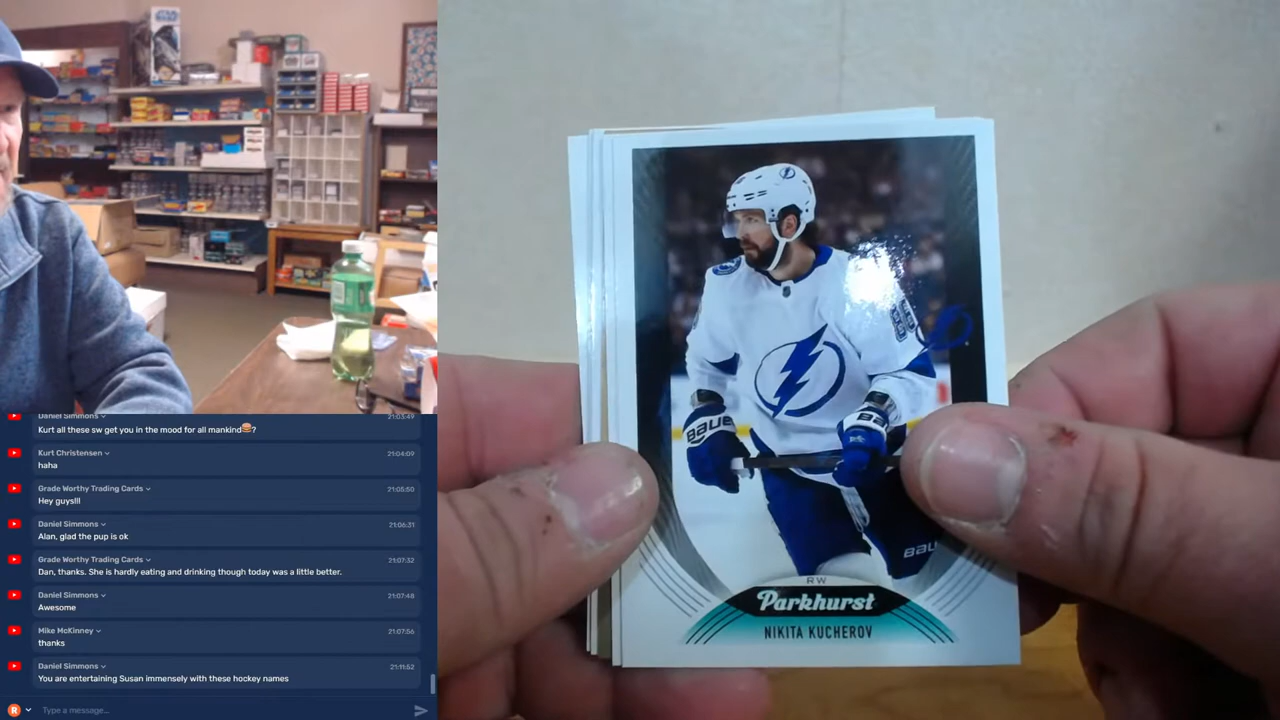 Daniel Simmons
21:03:49
Kurt all these sw get you in the mood for all mankind🍔?
Kurt Christensen
21:04:09
haha
Grade Worthy Trading Cards
21:05:50
Hey guys!!!
Daniel Simmons
21:06:31
Alan, glad the pup is ok
Grade Worthy Trading Cards
21:07:32
Dan, thanks. She is hardly eating and drinking though today was a little better.
Daniel Simmons
21:07:48
Awesome
Mike McKinney
21:07:56
thanks
Daniel Simmons
21:11:52
You are entertaining Susan immensely with these hockey names
R
Type a message...
BAUER
BAU
RW
Parkhurst
NIKITA KUCHEROV